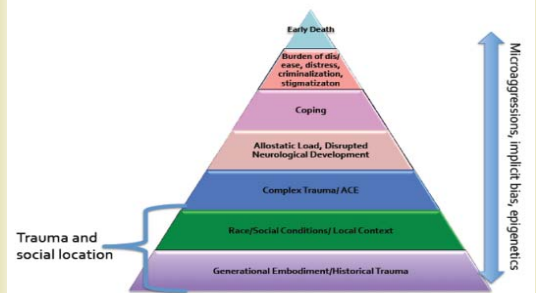 Early Death
Burden of dis/
ease, distress,
criminalization,
stigmatizaton
Coping
Allostatic Load, Disrupted
Neurological Development
Complex Trauma/ ACE
Race/Social Conditions/ Local Context
Generational Embodiment/Historical Trauma
Trauma and
social location
Microaggressions, implicit bias, epigenetics